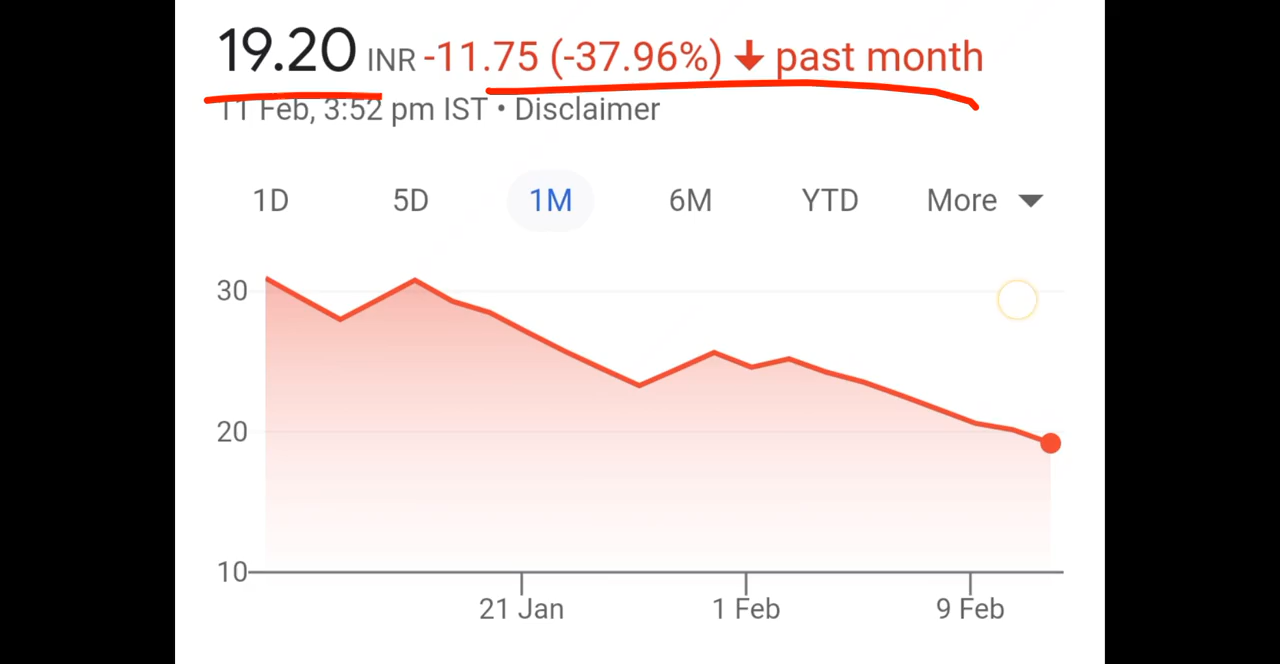 19.20 INR -11.75 (-37.96%) ↓ past month
11 Feb, 3:52 pm IST • Disclaimer
1D 5D 1M 6M YTD More
30
20
10
21 Jan 1 Feb 9 Feb